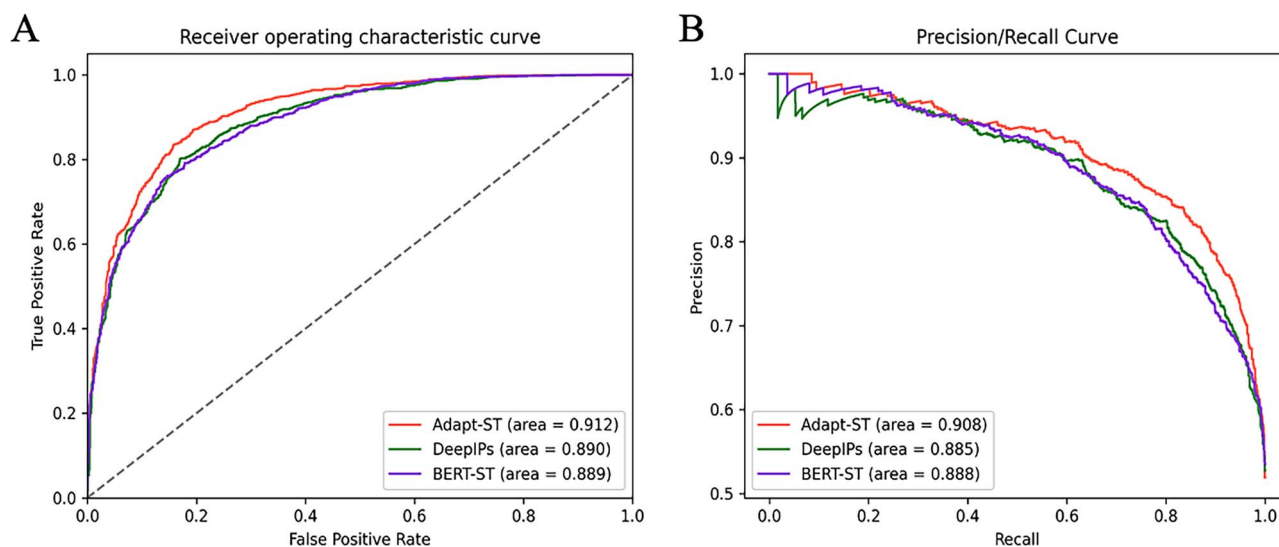 A
Receiver operating characteristic curve
1.0
0.8
0.6
0.4
0.2
0.0
True Positive Rate
Adapt-ST (area = 0.912)
DeepIPs (area = 0.890)
BERT-ST (area = 0.889)
0.0 0.2 0.4 0.6 0.8 1.0
False Positive Rate
B
Precision/Recall Curve
1.0
0.9
0.8
0.7
0.6
0.5
Precision
Adapt-ST (area = 0.908)
DeepIPs (area = 0.885)
BERT-ST (area = 0.888)
0.0 0.2 0.4 0.6 0.8 1.0
Recall